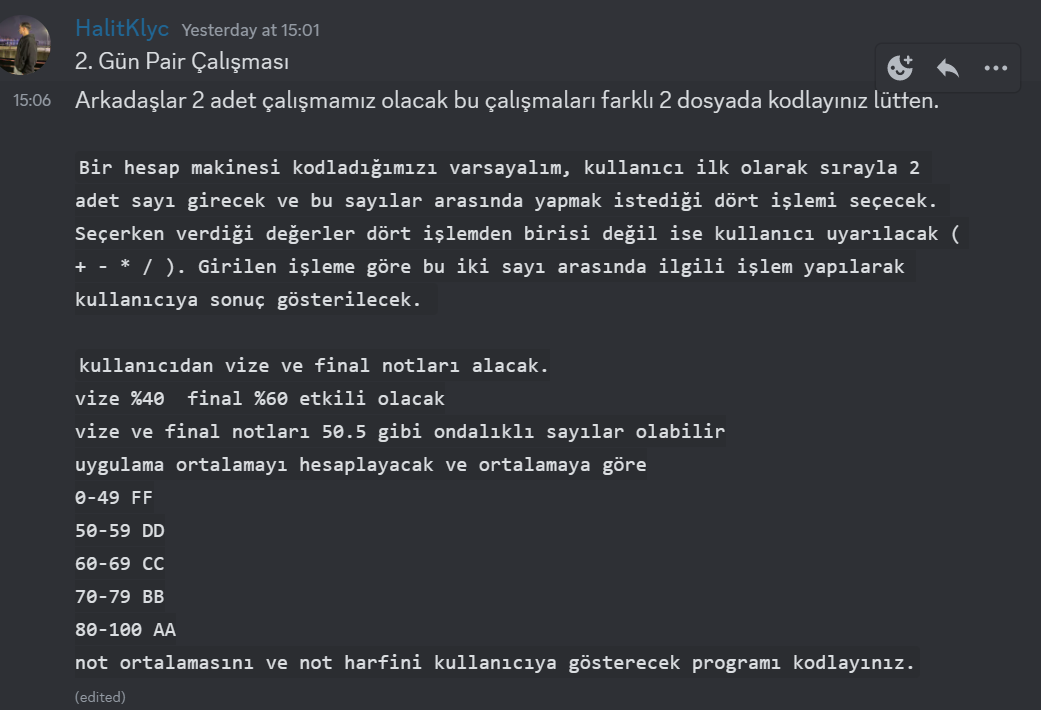 HalitKlyc Yesterday at 15:01
2. Gün Pair Çalışması
15:06 Arkadaşlar 2 adet çalışmamız olacak bu çalışmaları farklı 2 dosyada kodlayınız lütfen.
Bir hesap makinesi kodladığımızı varsayalım, kullanıcı ilk olarak sırayla 2
adet sayı girecek ve bu sayılar arasında yapmak istediği dört işlemi seçecek.
Seçerken verdiği değerler dört işlemden birisi değil ise kullanıcı uyarılacak (
+ - * / ). Girilen işleme göre bu iki sayı arasında ilgili işlem yapılarak
kullanıcıya sonuç gösterilecek.
kullanıcıdan vize ve final notları alacak.
vize %40  final %60 etkili olacak
vize ve final notları 50.5 gibi ondalıklı sayılar olabilir
uygulama ortalamayı hesaplayacak ve ortalamaya göre
0-49 FF
50-59 DD
60-69 CC
70-79 BB
80-100 AA
not ortalamasını ve not harfini kullanıcıya gösterecek programı kodlayınız.
(edited)